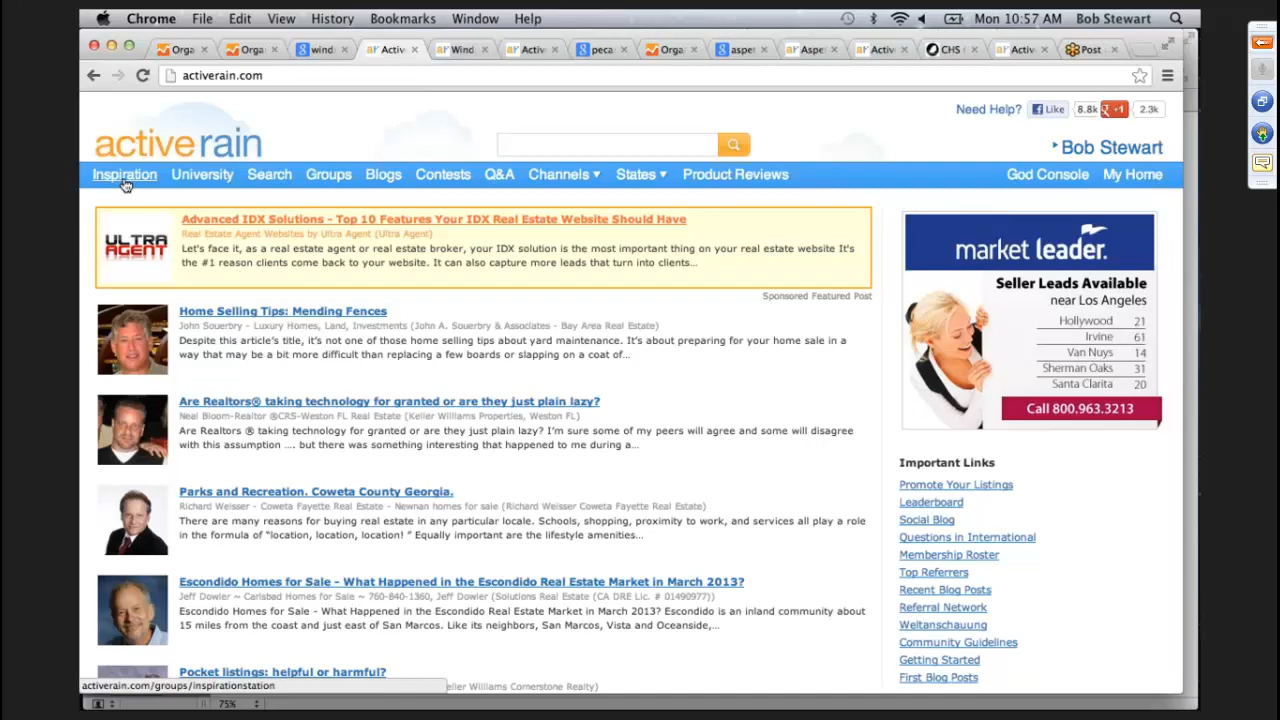 Chrome File Edit View History Bookmarks Window Help Mon 10:57 AM Bob Stewart
Orga Orga wind Active Wind Active peca Orga aspe Aspe Active CHS Active Post
activerain.com
Need Help? Like 8.8k +1 2.3k
activerain
Bob Stewart
Inspiration University Search Groups Blogs Contests Q&A Channels States Product Reviews God Console My Home
ULTRA AGENT
Advanced IDX Solutions - Top 10 Features Your IDX Real Estate Website Should Have
Real Estate Agent Websites by Ultra Agent (Ultra Agent)
Let's face it, as a real estate agent or real estate broker, your IDX solution is the most important thing on your real estate website It's
the #1 reason clients come back to your website. It can also capture more leads that turn into clients...
Sponsored Featured Post
Home Selling Tips: Mending Fences
John Souerbry - Luxury Homes, Land, Investments (John A. Souerbry & Associates - Bay Area Real Estate)
Despite this article's title, it's not one of those home selling tips about yard maintenance. It's about preparing for your home sale in a
way that may be a bit more difficult than replacing a few boards or slapping on a coat of...
Are Realtors® taking technology for granted or are they just plain lazy?
Neal Bloom-Realtor ®CRS-Weston FL Real Estate (Keller Williams Properties, Weston FL)
Are Realtors ® taking technology for granted or are they just plain lazy? I'm sure some of my peers will agree and some will disagree
with this assumption .... but there was something interesting that happened to me during a...
Parks and Recreation. Coweta County Georgia.
Richard Weisser - Coweta Fayette Real Estate - Newnan homes for sale (Richard Weisser Coweta Fayette Real Estate)
There are many reasons for buying real estate in any particular locale. Schools, shopping, proximity to work, and services all play a role
in the formula of "location, location, location! " Equally important are the lifestyle amenities...
Escondido Homes for Sale - What Happened in the Escondido Real Estate Market in March 2013?
Jeff Dowler ~ Carlsbad Homes for Sale ~ 760-840-1360, Jeff Dowler (Solutions Real Estate (CA DRE Lic. # 01490977))
Escondido Homes for Sale - What Happened in the Escondido Real Estate Market in March 2013? Escondido is an inland community about
15 miles from the coast and just east of San Marcos. Like its neighbors, San Marcos, Vista and Oceanside,...
Pocket listings: helpful or harmful?
eller Williams Cornerstone Realty)
market leader.
Seller Leads Available
near Los Angeles
Hollywood 21
Irvine 61
Van Nuys 14
Sherman Oaks 31
Santa Clarita 20
Call 800.963.3213
Important Links
Promote Your Listings
Leaderboard
Social Blog
Questions in International
Membership Roster
Top Referrers
Recent Blog Posts
Referral Network
Weltanschauung
Community Guidelines
Getting Started
First Blog Posts
activerain.com/groups/inspirationstation
75%